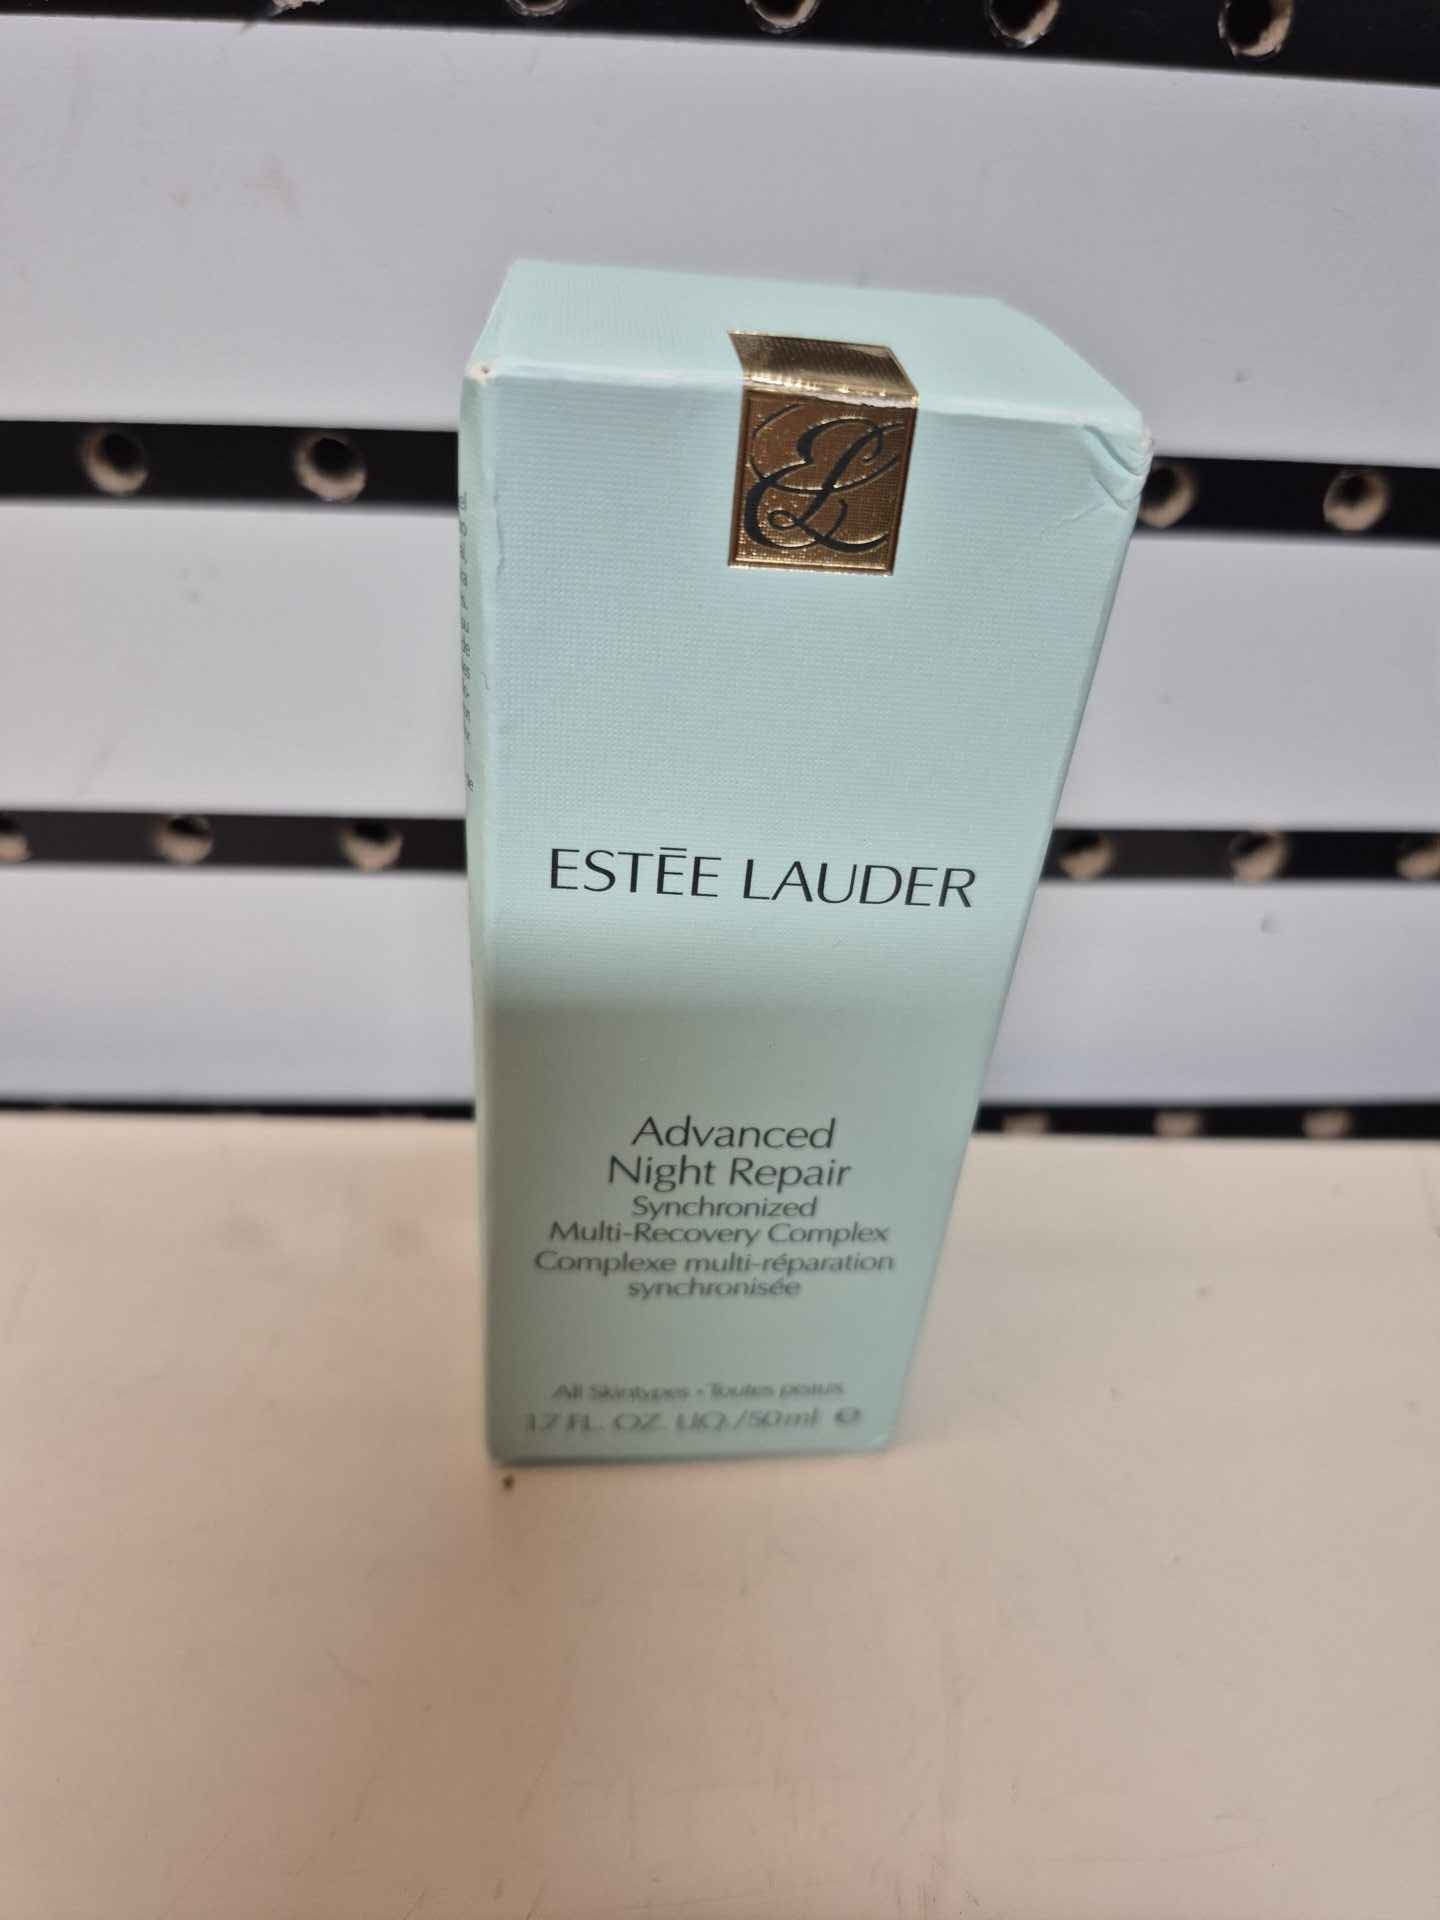 EL
ESTĒE LAUDER
Advanced
Night Repair
Synchronized
Multi-Recovery Complex
Complexe multi-réparation
synchronisée
All Skintypes • Toutes peaux
1.7 FL. OZ. LIQ./50ml ℮